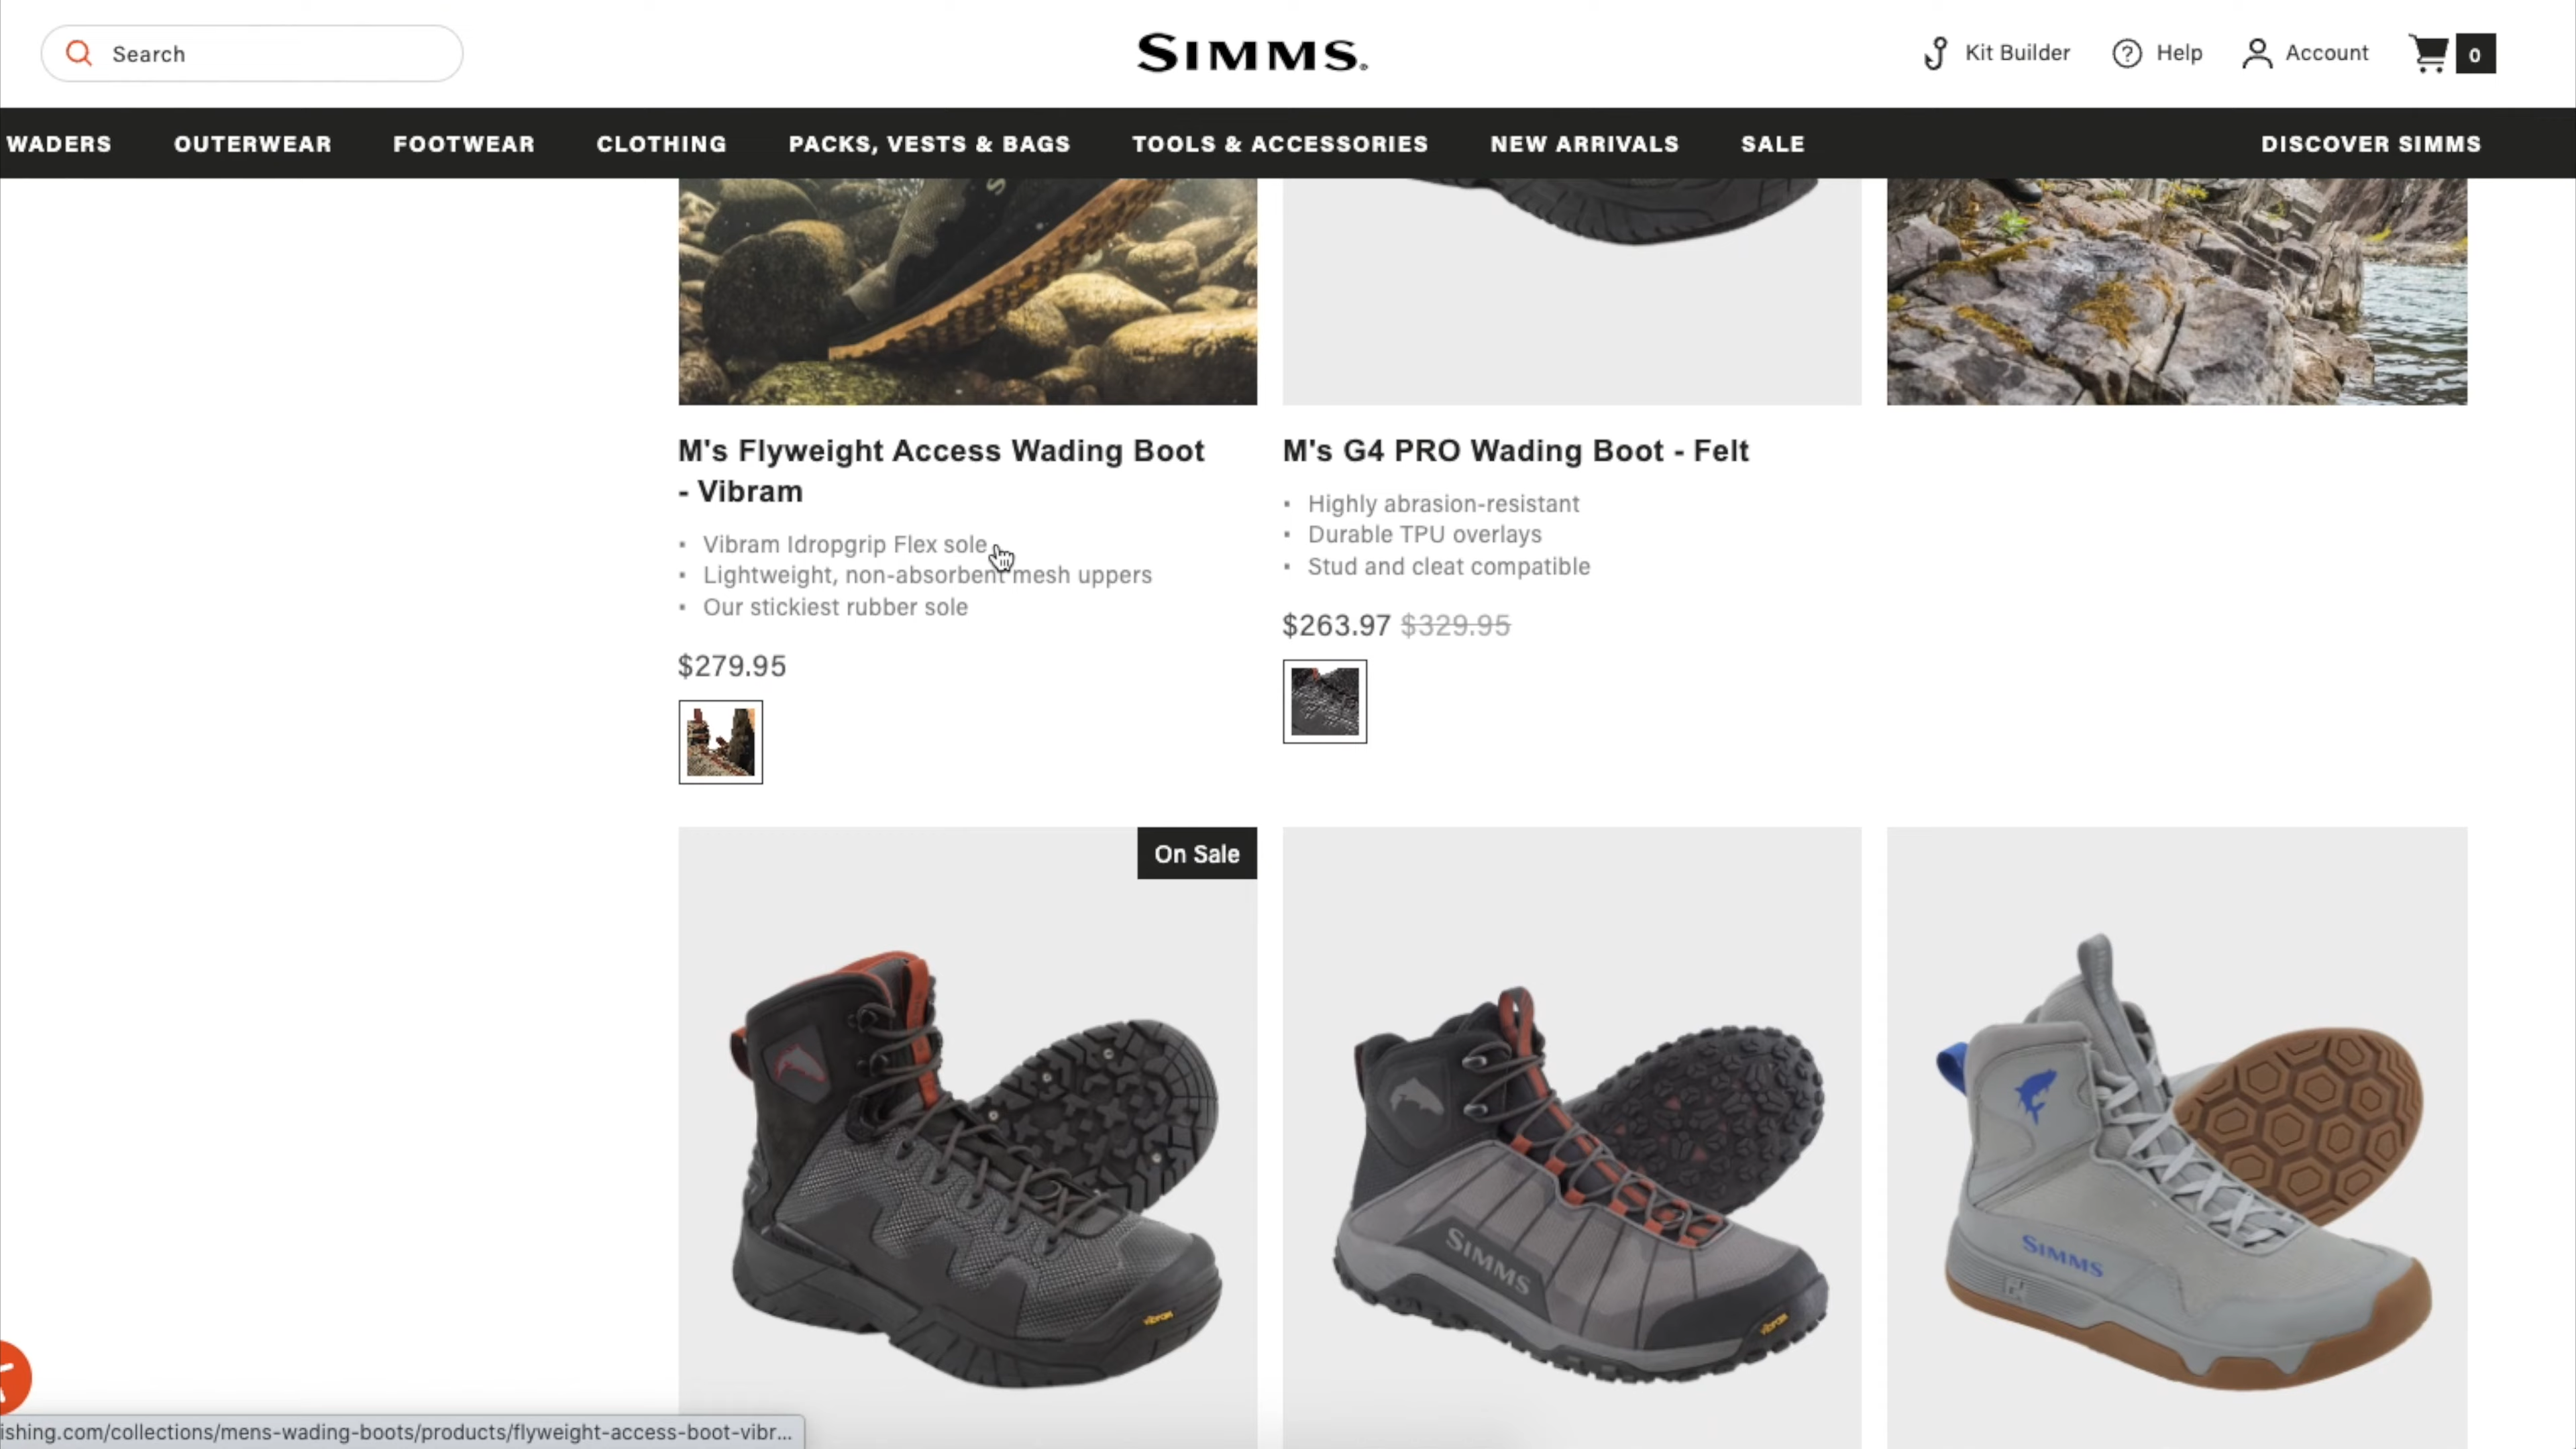 Search
SIMMS
Kit Builder
Help
Account
0
WADERS
OUTERWEAR
FOOTWEAR
CLOTHING
PACKS, VESTS & BAGS
TOOLS & ACCESSORIES
NEW ARRIVALS
SALE
DISCOVER SIMMS
M's Flyweight Access Wading Boot
- Vibram
• Vibram Idropgrip Flex sole
• Lightweight, non-absorbent mesh uppers
• Our stickiest rubber sole
$279.95
M's G4 PRO Wading Boot - Felt
• Highly abrasion-resistant
• Durable TPU overlays
• Stud and cleat compatible
$263.97 $329.95
On Sale
vibram
SIMMS
vibram
SIMMS
ishing.com/collections/mens-wading-boots/products/flyweight-access-boot-vibr...